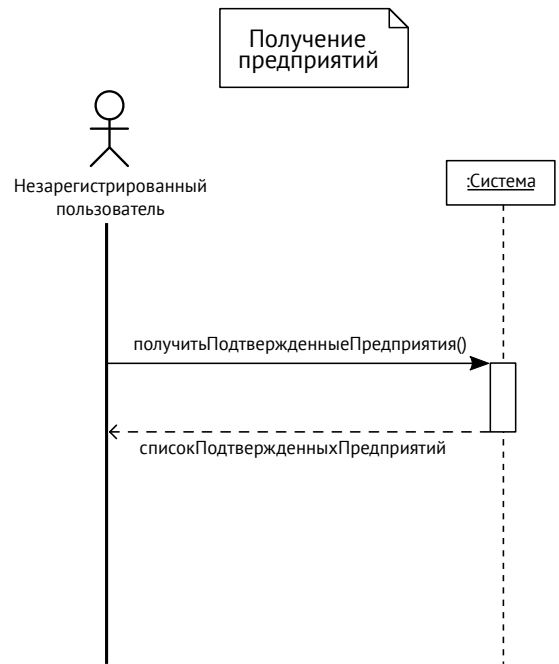 Получение
предприятий
Незарегистрированный
пользователь
:Система
получитьПодтвержденныеПредприятия()
списокПодтвержденныхПредприятий